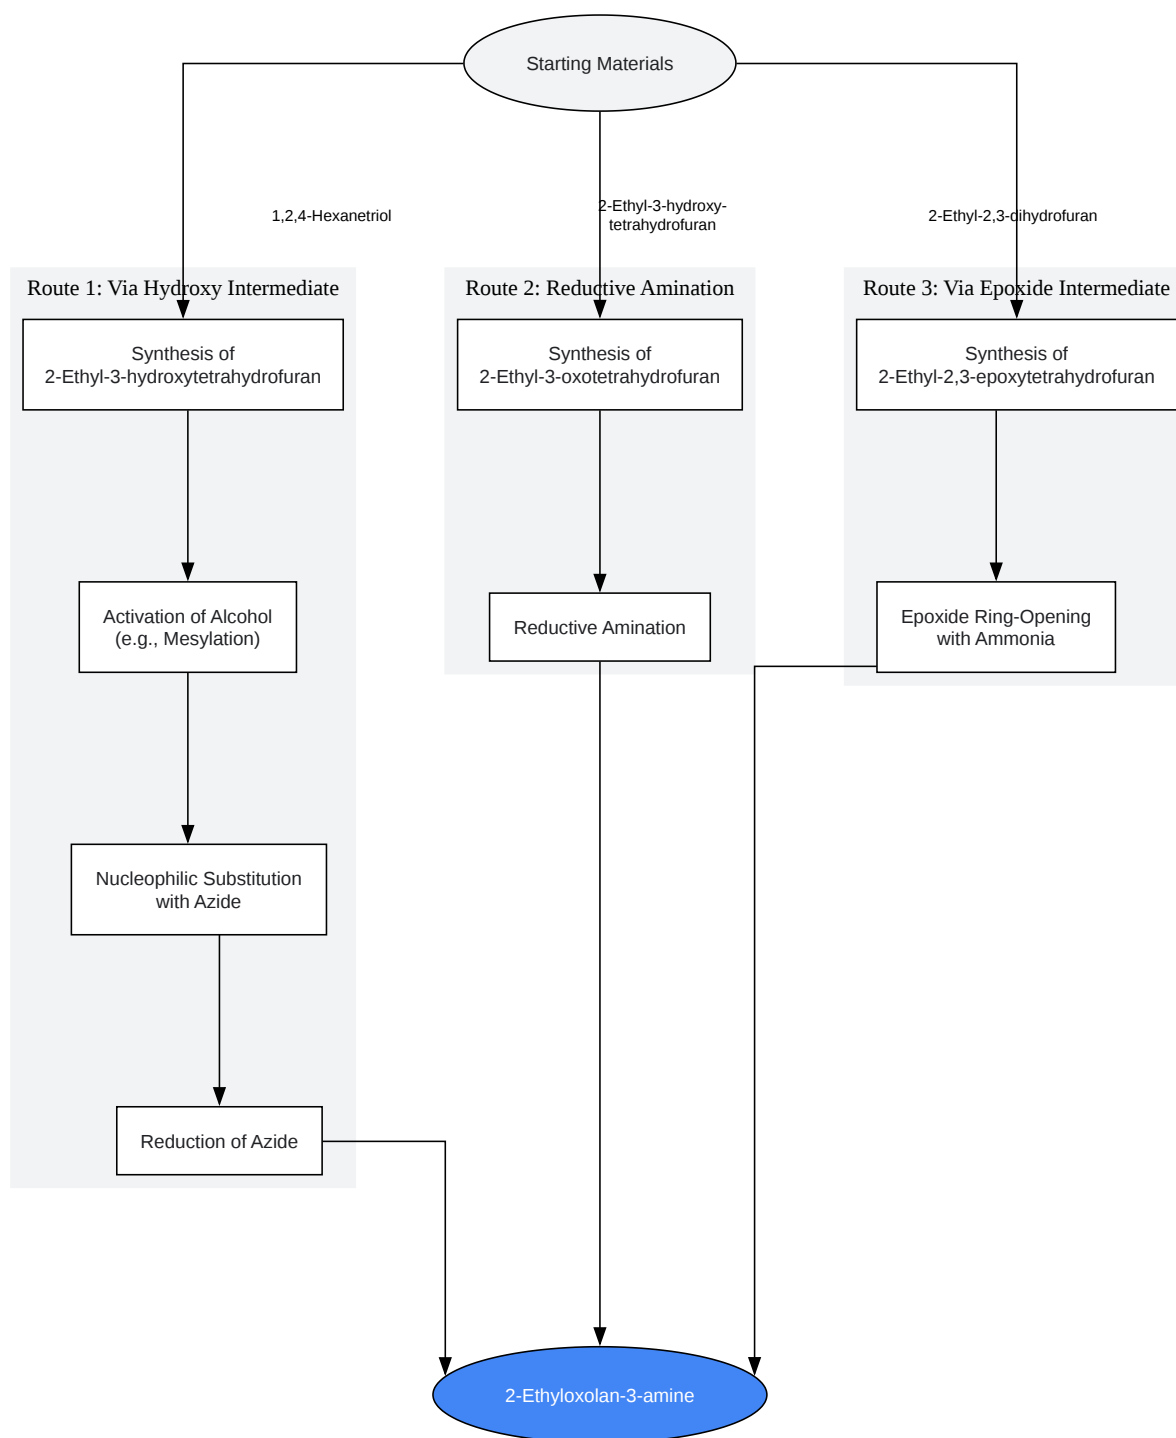 Starting Materials
1,2,4-Hexanetriol
2-Ethyl-3-hydroxy-
tetrahydrofuran
2-Ethyl-2,3-dihydrofuran
Route 1: Via Hydroxy Intermediate
Route 2: Reductive Amination
Route 3: Via Epoxide Intermediate
Synthesis of
2-Ethyl-3-hydroxytetrahydrofuran
Synthesis of
2-Ethyl-3-oxotetrahydrofuran
Synthesis of
2-Ethyl-2,3-epoxytetrahydrofuran
Activation of Alcohol
(e.g., Mesylation)
Reductive Amination
Epoxide Ring-Opening
with Ammonia
Nucleophilic Substitution
with Azide
Reduction of Azide
2-Ethyloxolan-3-amine